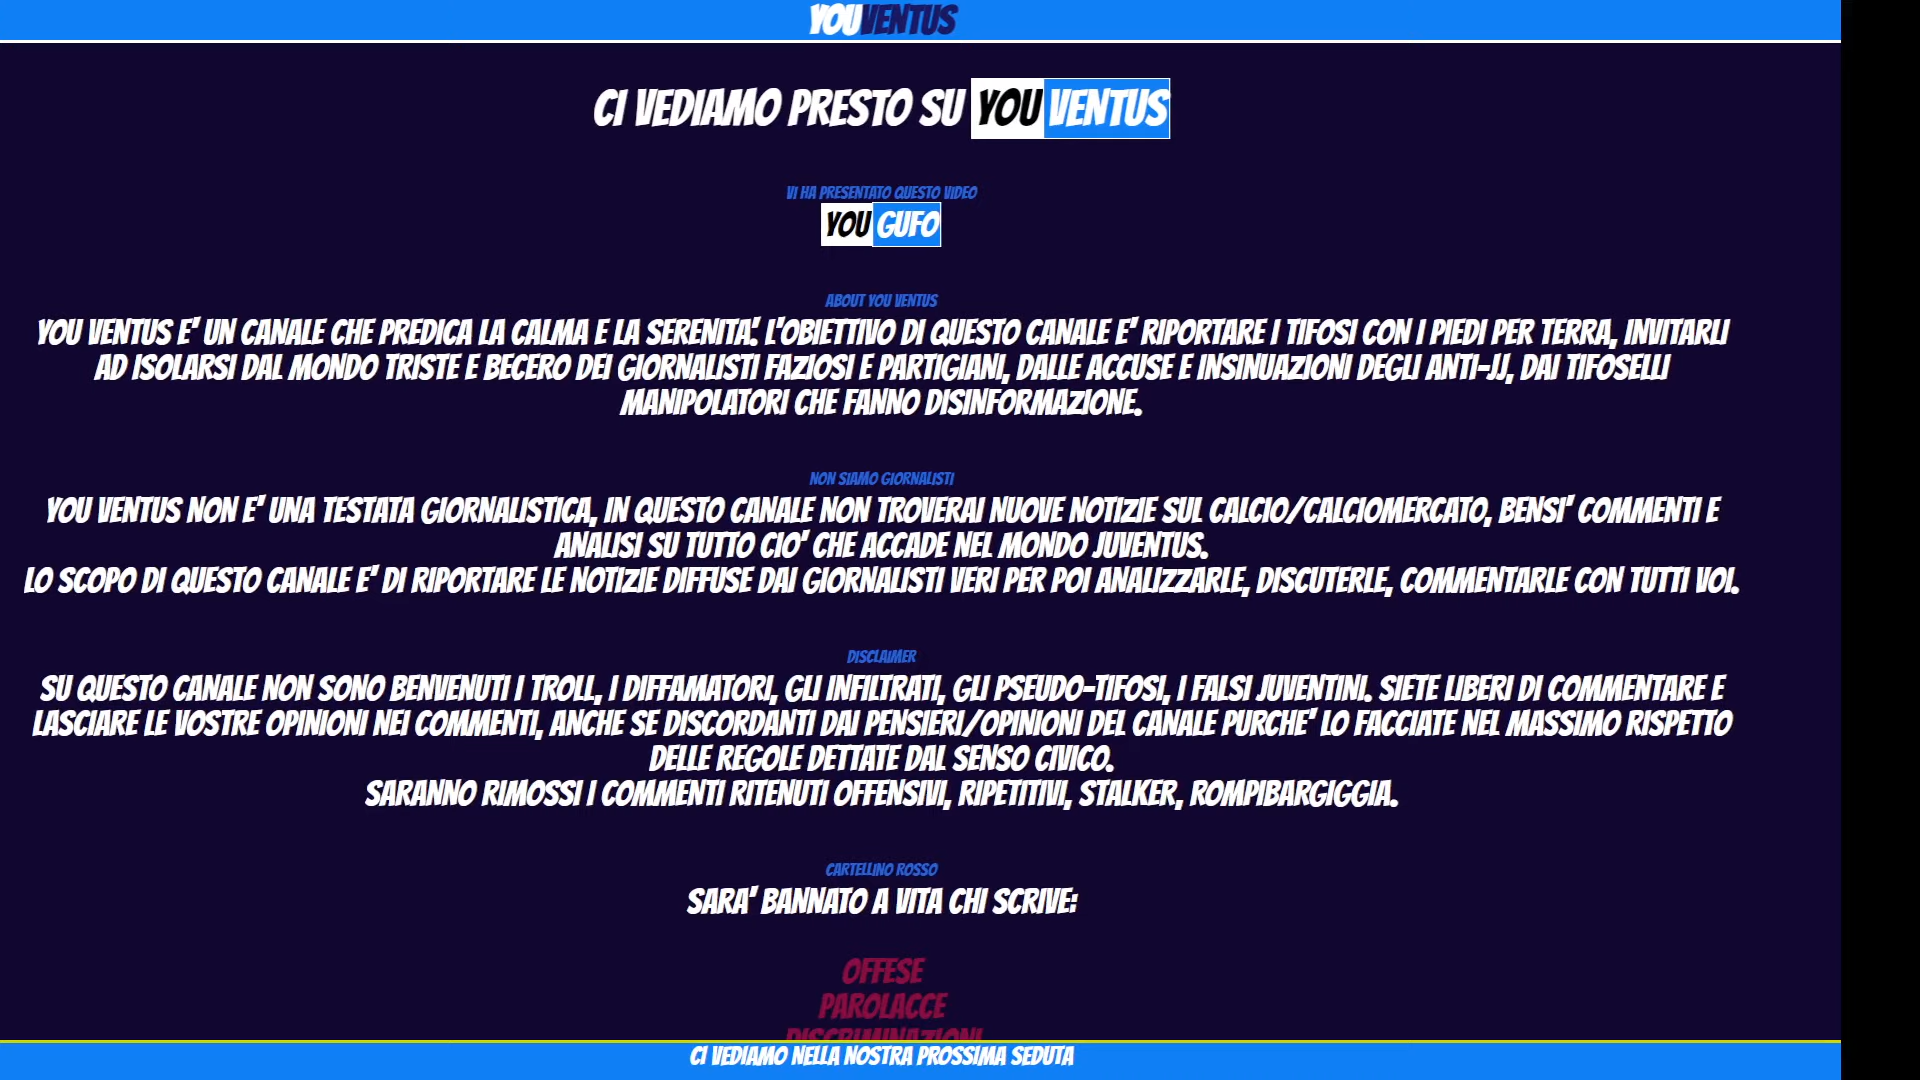 YOUVENTUS
CI VEDIAMO PRESTO SU YOU VENTUS
VI HA PRESENTATO QUESTO VIDEO
YOU GUFO
ABOUT YOU VENTUS
YOU VENTUS E' UN CANALE CHE PREDICA LA CALMA E LA SERENITA'. L'OBIETTIVO DI QUESTO CANALE E' RIPORTARE I TIFOSI CON I PIEDI PER TERRA, INVITARLI
AD ISOLARSI DAL MONDO TRISTE E BECERO DEI GIORNALISTI FAZIOSI E PARTIGIANI, DALLE ACCUSE E INSINUAZIONI DEGLI ANTI-JJ, DAI TIFOSELLI
MANIPOLATORI CHE FANNO DISINFORMAZIONE.
NON SIAMO GIORNALISTI
YOU VENTUS NON E' UNA TESTATA GIORNALISTICA, IN QUESTO CANALE NON TROVERAI NUOVE NOTIZIE SUL CALCIO/CALCIOMERCATO, BENSI' COMMENTI E
ANALISI SU TUTTO CIO' CHE ACCADE NEL MONDO JUVENTUS.
LO SCOPO DI QUESTO CANALE E' DI RIPORTARE LE NOTIZIE DIFFUSE DAI GIORNALISTI VERI PER POI ANALIZZARLE, DISCUTERLE, COMMENTARLE CON TUTTI VOI.
DISCLAIMER
SU QUESTO CANALE NON SONO BENVENUTI I TROLL, I DIFFAMATORI, GLI INFILTRATI, GLI PSEUDO-TIFOSI, I FALSI JUVENTINI. SIETE LIBERI DI COMMENTARE E
LASCIARE LE VOSTRE OPINIONI NEI COMMENTI, ANCHE SE DISCORDANTI DAI PENSIERI/OPINIONI DEL CANALE PURCHE' LO FACCIATE NEL MASSIMO RISPETTO
DELLE REGOLE DETTATE DAL SENSO CIVICO.
SARANNO RIMOSSI I COMMENTI RITENUTI OFFENSIVI, RIPETITIVI, STALKER, ROMPIBARGIGGIA.
CARTELLINO ROSSO
SARA' BANNATO A VITA CHI SCRIVE:
OFFESE
PAROLACCE
DISCRIMINAZIONI
CI VEDIAMO NELLA NOSTRA PROSSIMA SEDUTA